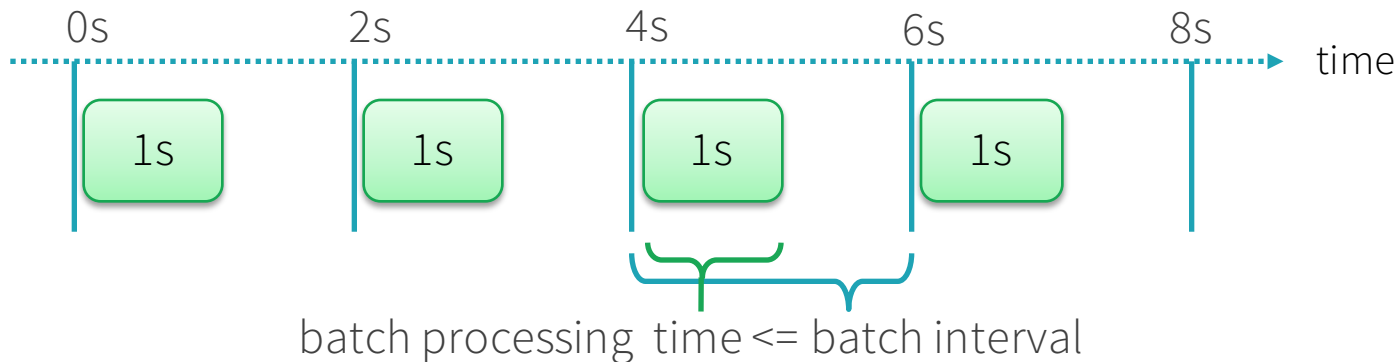 0s 2s 4s 6s 8s
time
1s 1s 1s 1s
batch processing time <= batch interval